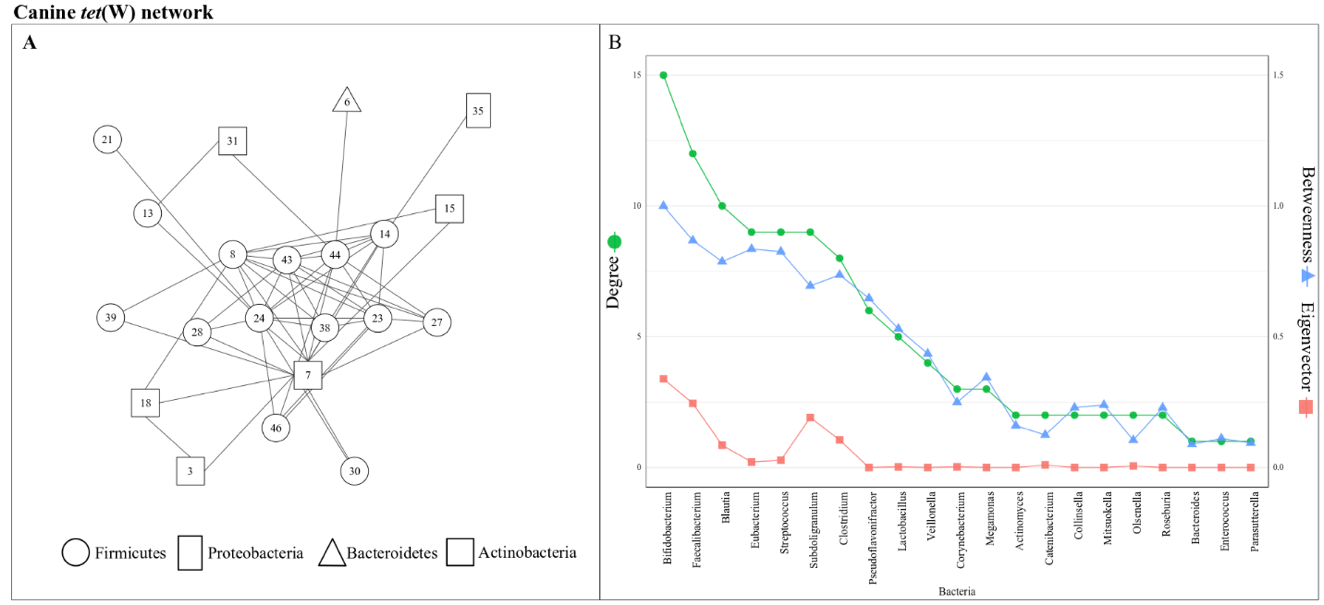 Canine tet(W) network
A
6
35
21
31
13
15
14
8
43
44
39
28
24
38
23
27
7
18
46
3
30
Firmicutes
Proteobacteria
Bacteroidetes
Actinobacteria
B
15
10
5
0
Degree
1.5
1.0
0.5
0.0
Betweenness
Eigenvector
Bifidobacterium
Faecalibacterium
Blautia
Eubacterium
Streptococcus
Subdoligranulum
Clostridium
Pseudoflavonifractor
Lactobacillus
Veillonella
Corynebacterium
Megamonas
Actinomyces
Catenibacterium
Collinsella
Mitsuokella
Olsenella
Roseburia
Bacteroides
Enterococcus
Parasutterella
Bacteria